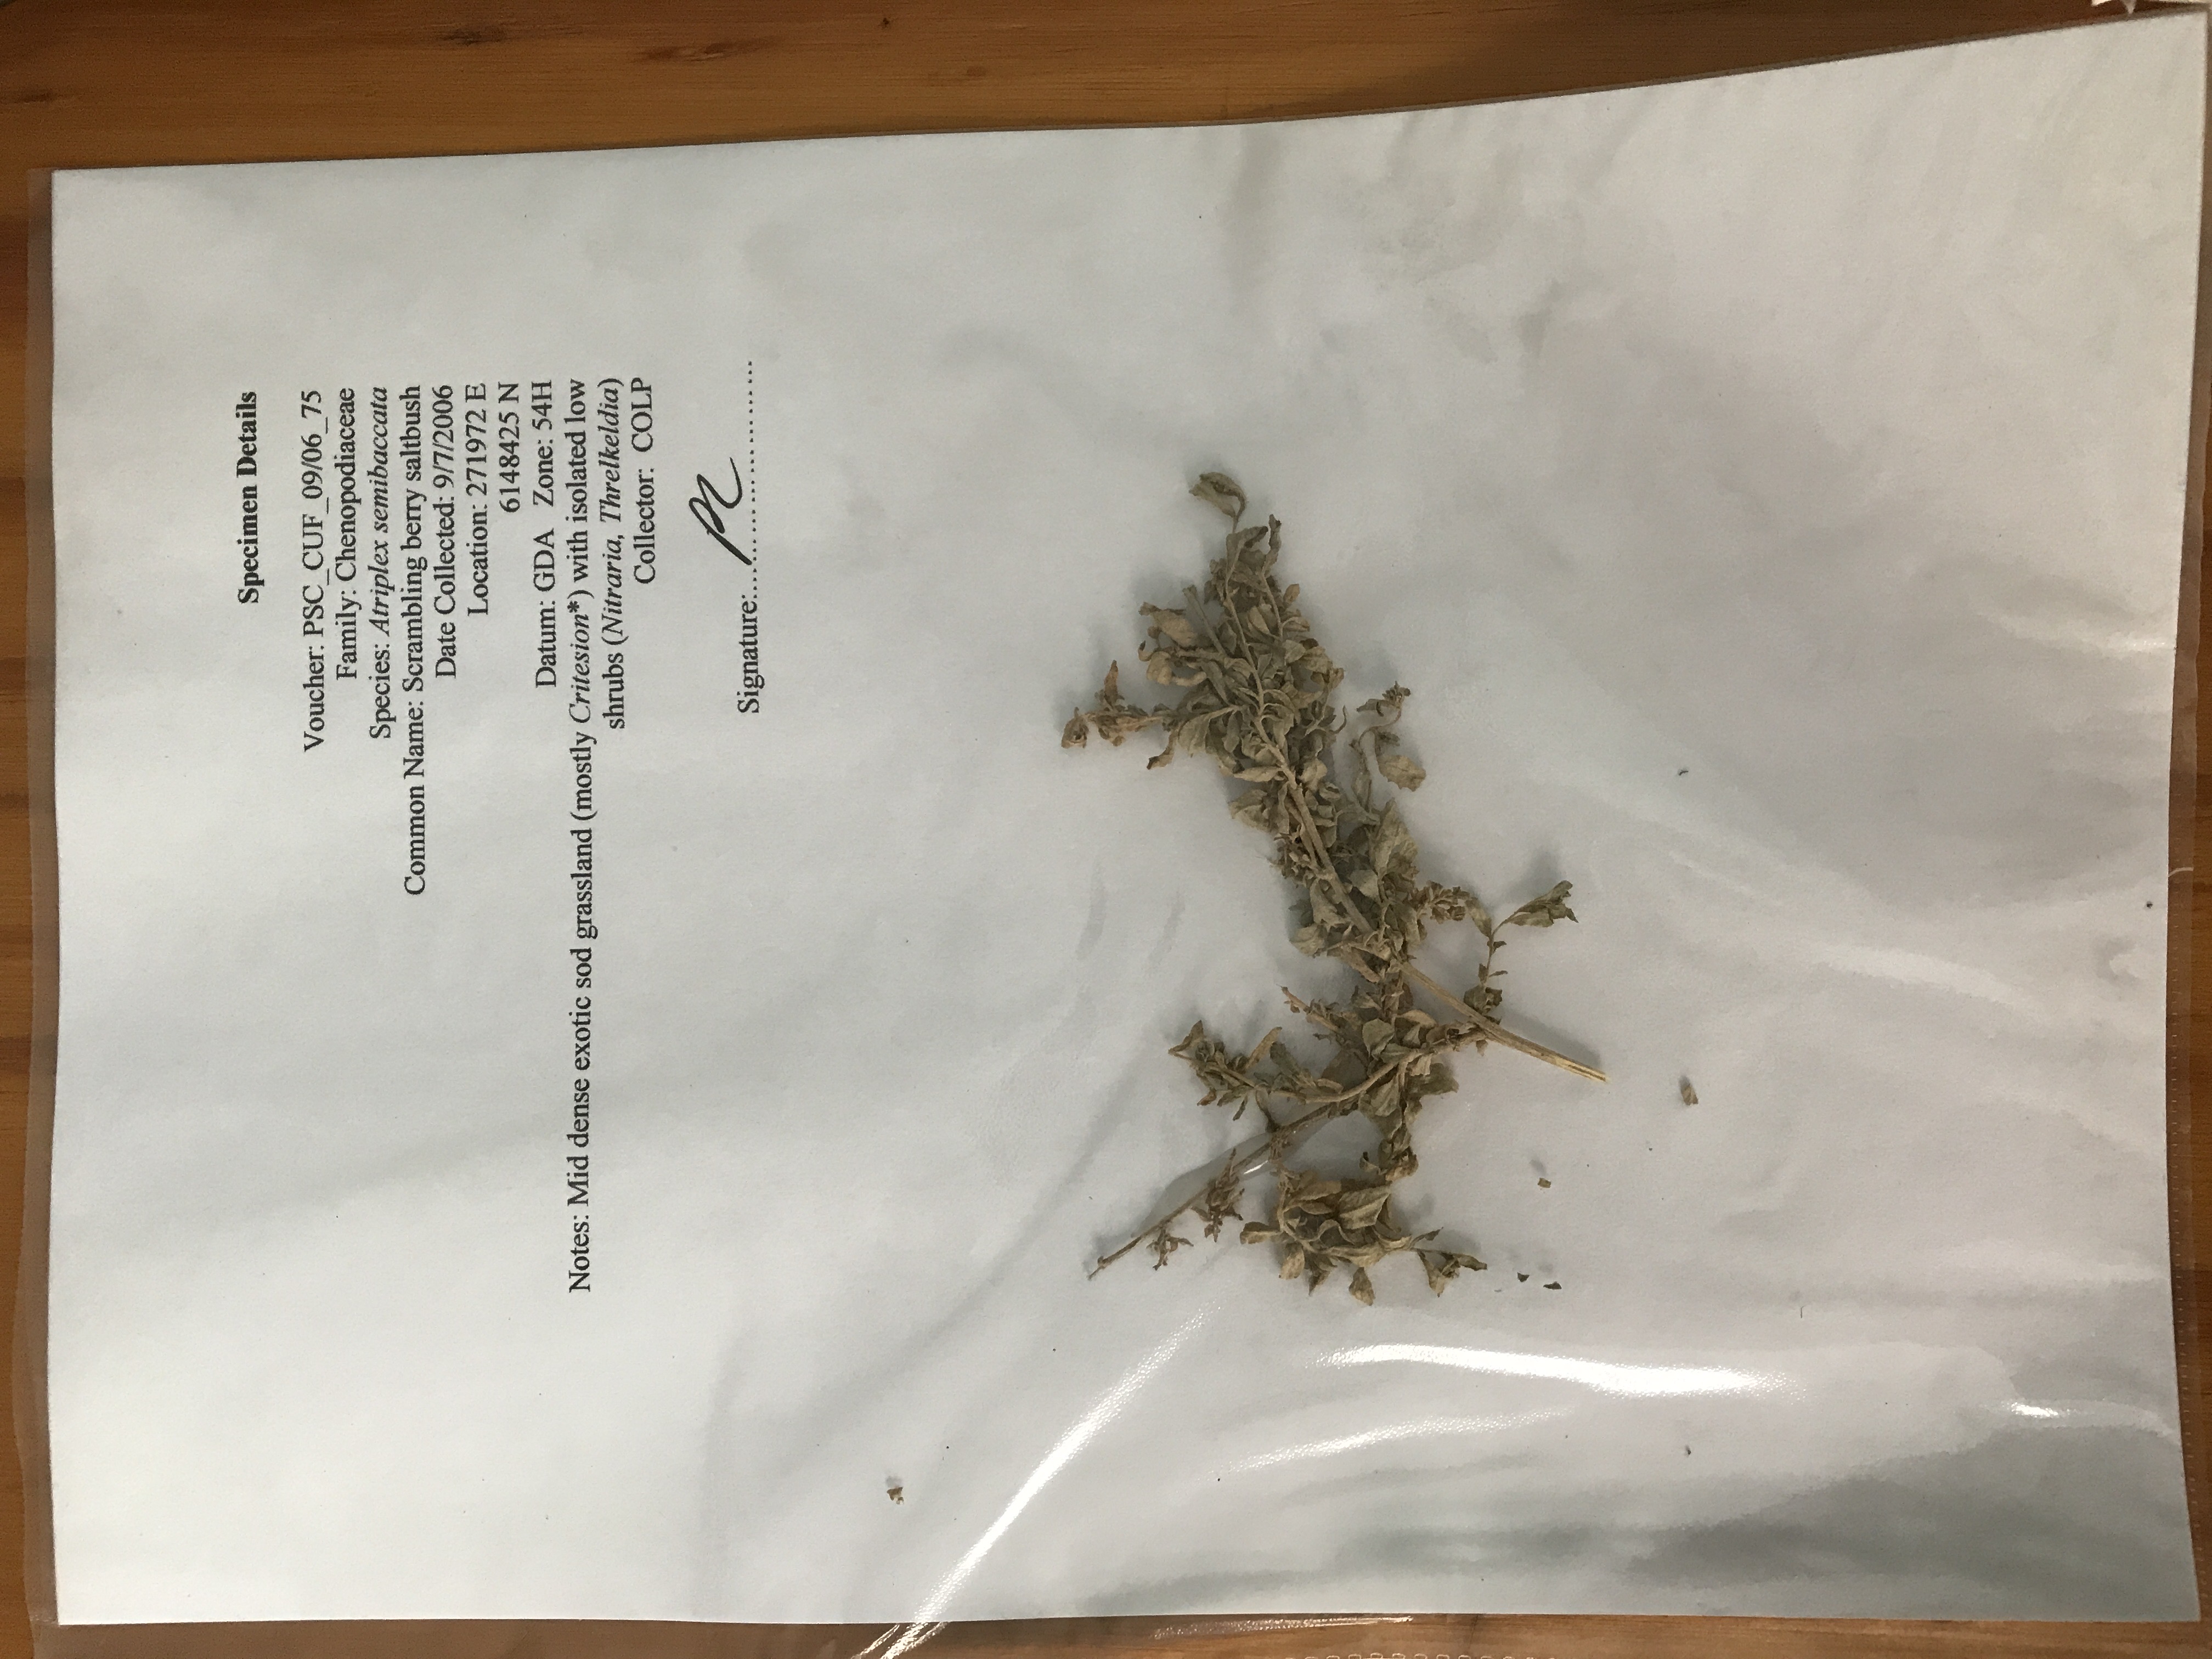 Specimen Details
Voucher: PSC_CUF_09/06_75
Family: Chenopodiaceae
Species: Atriplex semibaccata
Common Name: Scrambling berry saltbush
Date Collected: 9/7/2006
Location: 271972 E
6148425 N
Datum: GDA Zone: 54H
Notes: Mid dense exotic sod grassland (mostly Critesion*) with isolated low
shrubs (Nitraria, Threlkeldia)
Collector: COLP
Signature:..............................